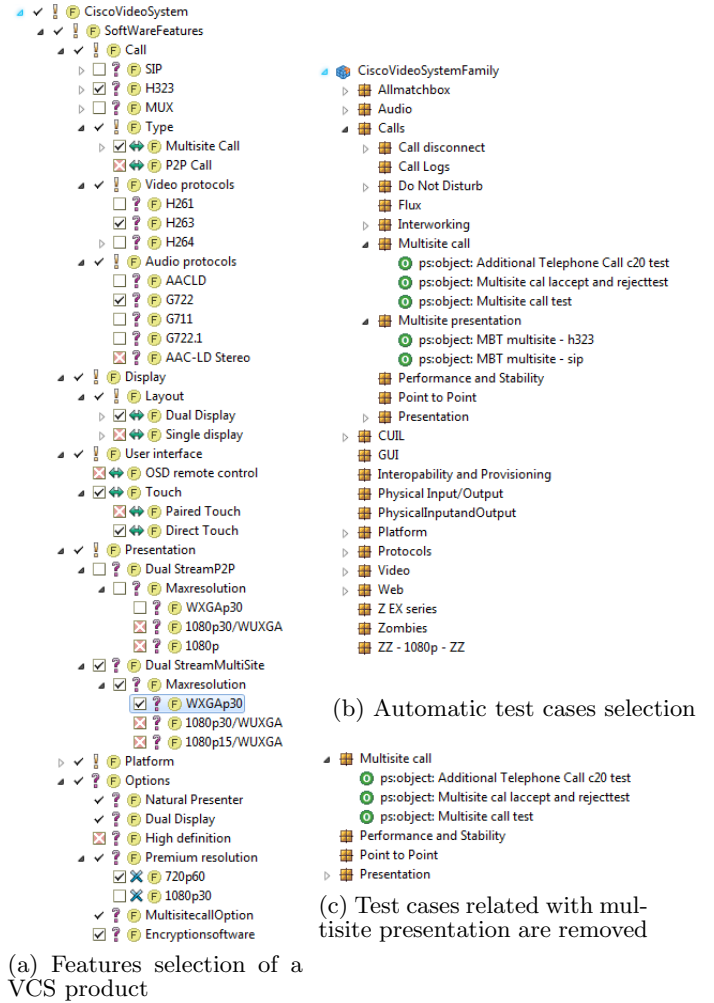 CiscoVideoSystem
SoftWareFeatures
Call
SIP
H323
MUX
Type
Multisite Call
P2P Call
Video protocols
H261
H263
H264
Audio protocols
AACLD
G722
G711
G722.1
AAC-LD Stereo
Display
Layout
Dual Display
Single display
User interface
OSD remote control
Touch
Paired Touch
Direct Touch
Presentation
Dual StreamP2P
Maxresolution
WXGAp30
1080p30/WUXGA
1080p
Dual StreamMultiSite
Maxresolution
WXGAp30
1080p30/WUXGA
1080p15/WUXGA
Platform
Options
Natural Presenter
Dual Display
High definition
Premium resolution
720p60
1080p30
MultisitecallOption
Encryptionsoftware
(a) Features selection of a
VCS product
CiscoVideoSystemFamily
Allmatchbox
Audio
Calls
Call disconnect
Call Logs
Do Not Disturb
Flux
Interworking
Multisite call
ps:object: Additional Telephone Call c20 test
ps:object: Multisite cal laccept and rejecttest
ps:object: Multisite call test
Multisite presentation
ps:object: MBT multisite - h323
ps:object: MBT multisite - sip
Performance and Stability
Point to Point
Presentation
CUIL
GUI
Interopability and Provisioning
Physical Input/Output
PhysicalInputandOutput
Platform
Protocols
Video
Web
Z EX series
Zombies
ZZ - 1080p - ZZ
(b) Automatic test cases selection
Multisite call
ps:object: Additional Telephone Call c20 test
ps:object: Multisite cal laccept and rejecttest
ps:object: Multisite call test
Performance and Stability
Point to Point
Presentation
(c) Test cases related with mul-
tisite presentation are removed